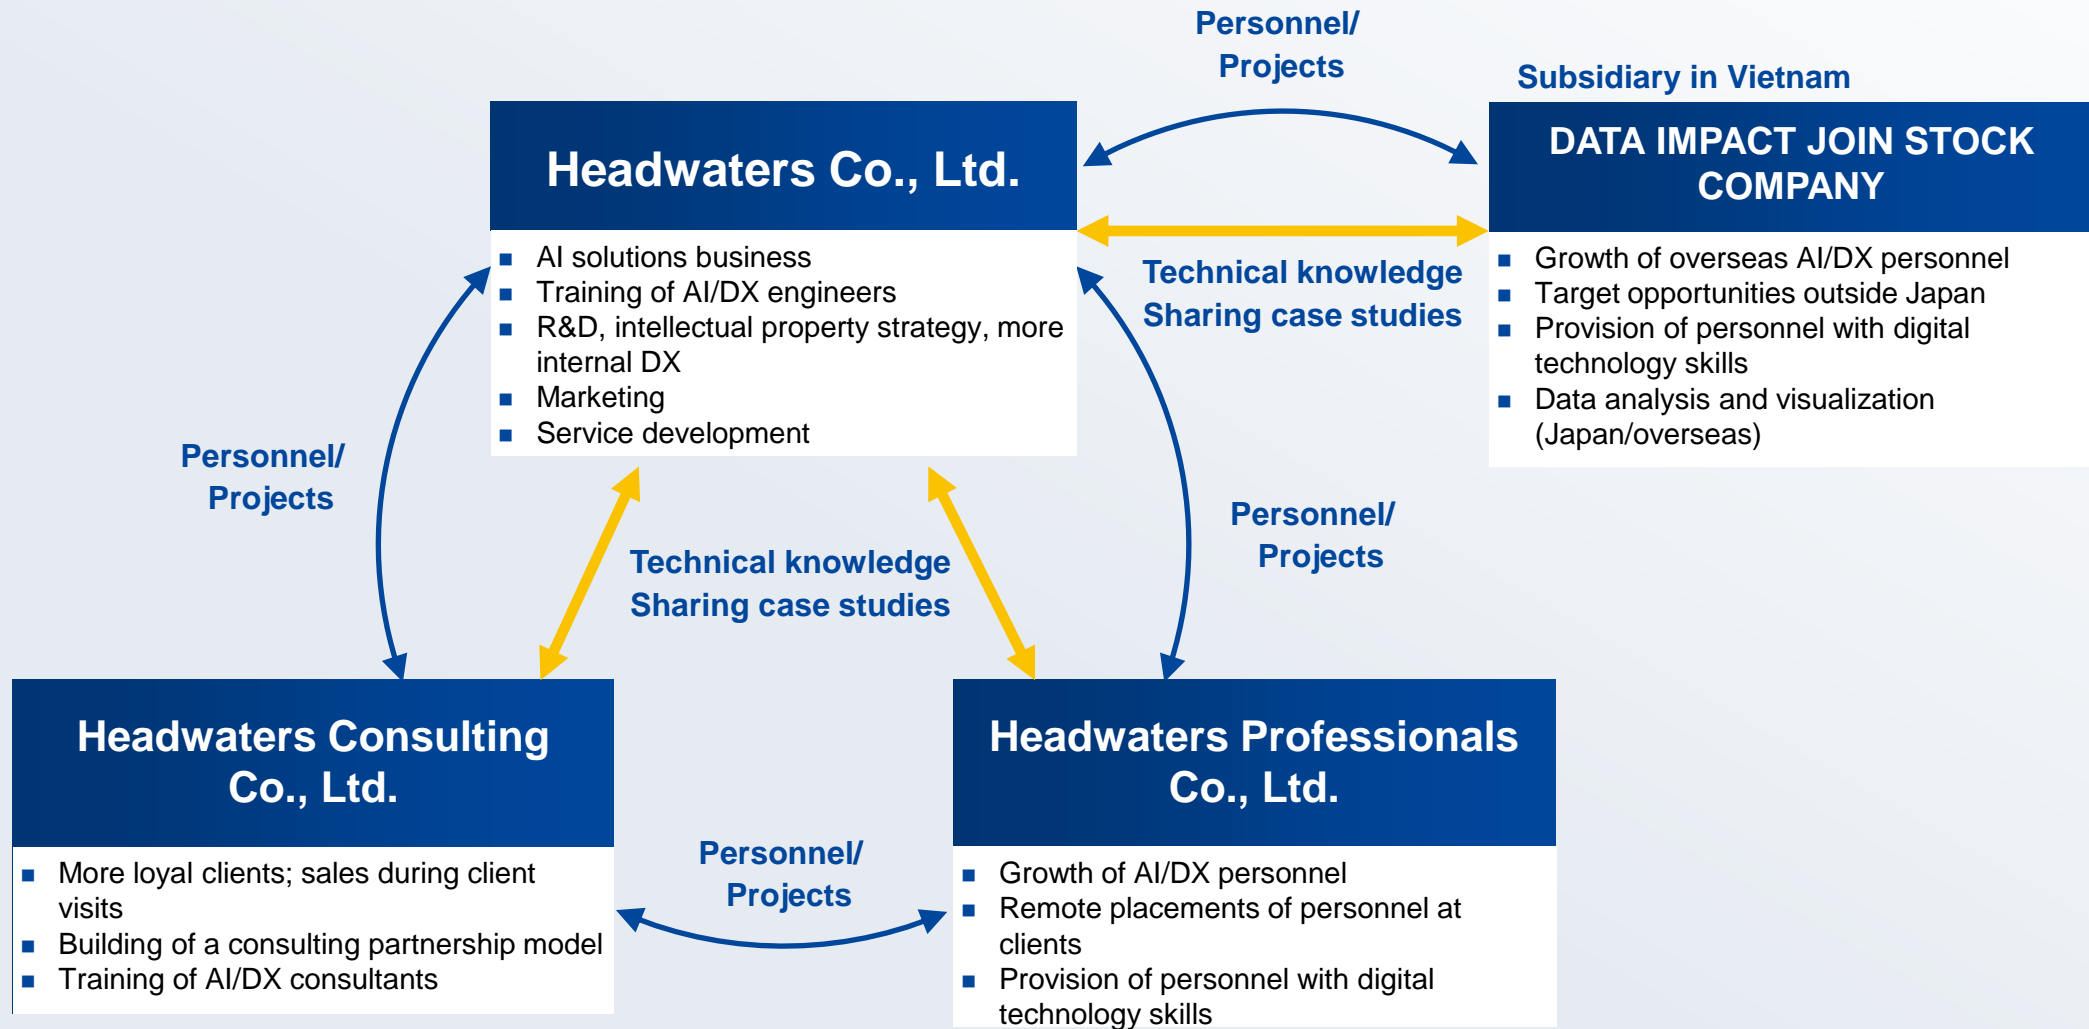 Personnel/
Projects
Subsidiary in Vietnam
Headwaters Co., Ltd.
■ AI solutions business
■ Training of AI/DX engineers
■ R&D, intellectual property strategy, more
internal DX
■ Marketing
■ Service development
DATA IMPACT JOIN STOCK
COMPANY
■ Growth of overseas AI/DX personnel
■ Target opportunities outside Japan
■ Provision of personnel with digital
technology skills
■ Data analysis and visualization
(Japan/overseas)
Technical knowledge
Sharing case studies
Personnel/
Projects
Technical knowledge
Sharing case studies
Personnel/
Projects
Headwaters Consulting
Co., Ltd.
■ More loyal clients; sales during client
visits
■ Building of a consulting partnership model
■ Training of AI/DX consultants
Personnel/
Projects
Headwaters Professionals
Co., Ltd.
■ Growth of AI/DX personnel
■ Remote placements of personnel at
clients
■ Provision of personnel with digital
technology skills